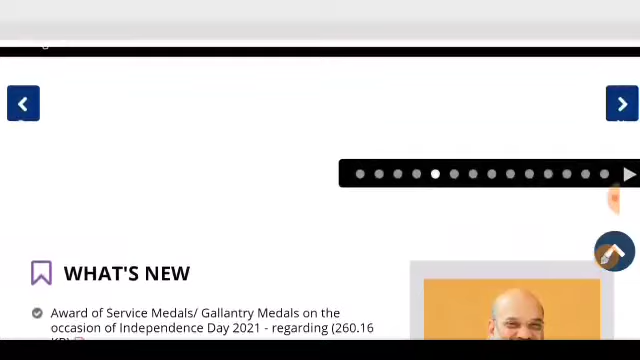 WHAT'S NEW
Award of Service Medals/ Gallantry Medals on the
occasion of Independence Day 2021 - regarding (260.16